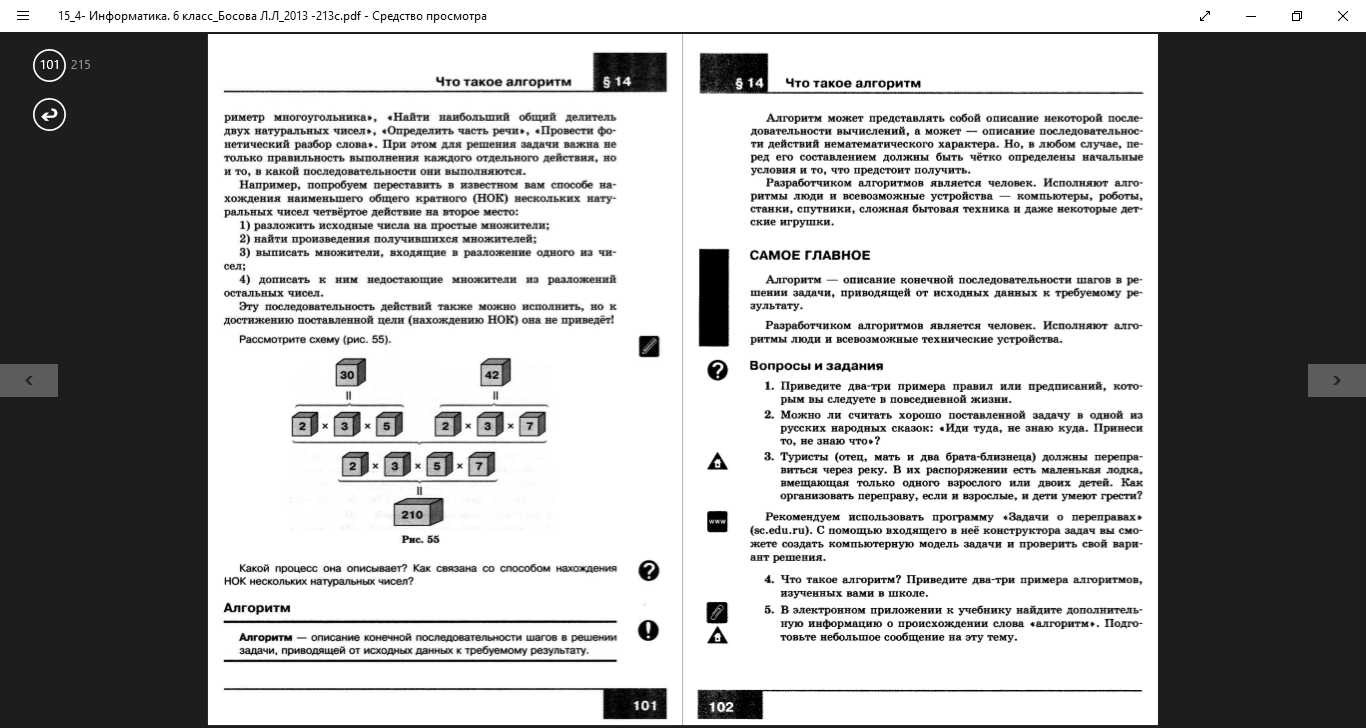 15_4- Информатика. 6 класс_Босова Л.Л_2013 -213с.pdf - Средство просмотра
101 215
Что такое алгоритм § 14
риметр многоугольника», «Найти наибольший общий делитель
двух натуральных чисел», «Определить часть речи», «Провести фо-
нетический разбор слова». При этом для решения задачи важна не
только правильность выполнения каждого отдельного действия, но
и то, в какой последовательности они выполняются.
Например, попробуем переставить в известном вам способе на-
хождения наименьшего общего кратного (НОК) нескольких нату-
ральных чисел четвёртое действие на второе место:
1) разложить исходные числа на простые множители;
2) найти произведения получившихся множителей;
3) выписать множители, входящие в разложение одного из чи-
сел;
4) дописать к ним недостающие множители из разложений
остальных чисел.
Эту последовательность действий также можно исполнить, но к
достижению поставленной цели (нахождению НОК) она не приведёт!
Рассмотрите схему (рис. 55).
30 42
= =
2 × 3 × 5 2 × 3 × 7
2 × 3 × 5 × 7
=
210
Рис. 55
Какой процесс она описывает? Как связана со способом нахождения
НОК нескольких натуральных чисел?
?
Алгоритм
Алгоритм — описание конечной последовательности шагов в решении
задачи, приводящей от исходных данных к требуемому результату.
!
101
§ 14 Что такое алгоритм
Алгоритм может представлять собой описание некоторой после-
довательности вычислений, а может — описание последовательнос-
ти действий нематематического характера. Но, в любом случае, пе-
ред его составлением должны быть чётко определены начальные
условия и то, что предстоит получить.
Разработчиком алгоритмов является человек. Исполняют алго-
ритмы люди и всевозможные устройства — компьютеры, роботы,
станки, спутники, сложная бытовая техника и даже некоторые дет-
ские игрушки.
САМОЕ ГЛАВНОЕ
Алгоритм — описание конечной последовательности шагов в ре-
шении задачи, приводящей от исходных данных к требуемому ре-
зультату.
Разработчиком алгоритмов является человек. Исполняют алго-
ритмы люди и всевозможные технические устройства.
? Вопросы и задания
1. Приведите два-три примера правил или предписаний, кото-
рым вы следуете в повседневной жизни.
2. Можно ли считать хорошо поставленной задачу в одной из
русских народных сказок: «Иди туда, не знаю куда. Принеси
то, не знаю что»?
3. Туристы (отец, мать и два брата-близнеца) должны перепра-
виться через реку. В их распоряжении есть маленькая лодка,
вмещающая только одного взрослого или двоих детей. Как
организовать переправу, если и взрослые, и дети умеют грести?
www
Рекомендуем использовать программу «Задачи о переправах»
(sc.edu.ru). С помощью входящего в неё конструктора задач вы смо-
жете создать компьютерную модель задачи и проверить свой вари-
ант решения.
4. Что такое алгоритм? Приведите два-три примера алгоритмов,
изученных вами в школе.
5. В электронном приложении к учебнику найдите дополнитель-
ную информацию о происхождении слова «алгоритм». Подго-
товьте небольшое сообщение на эту тему.
102